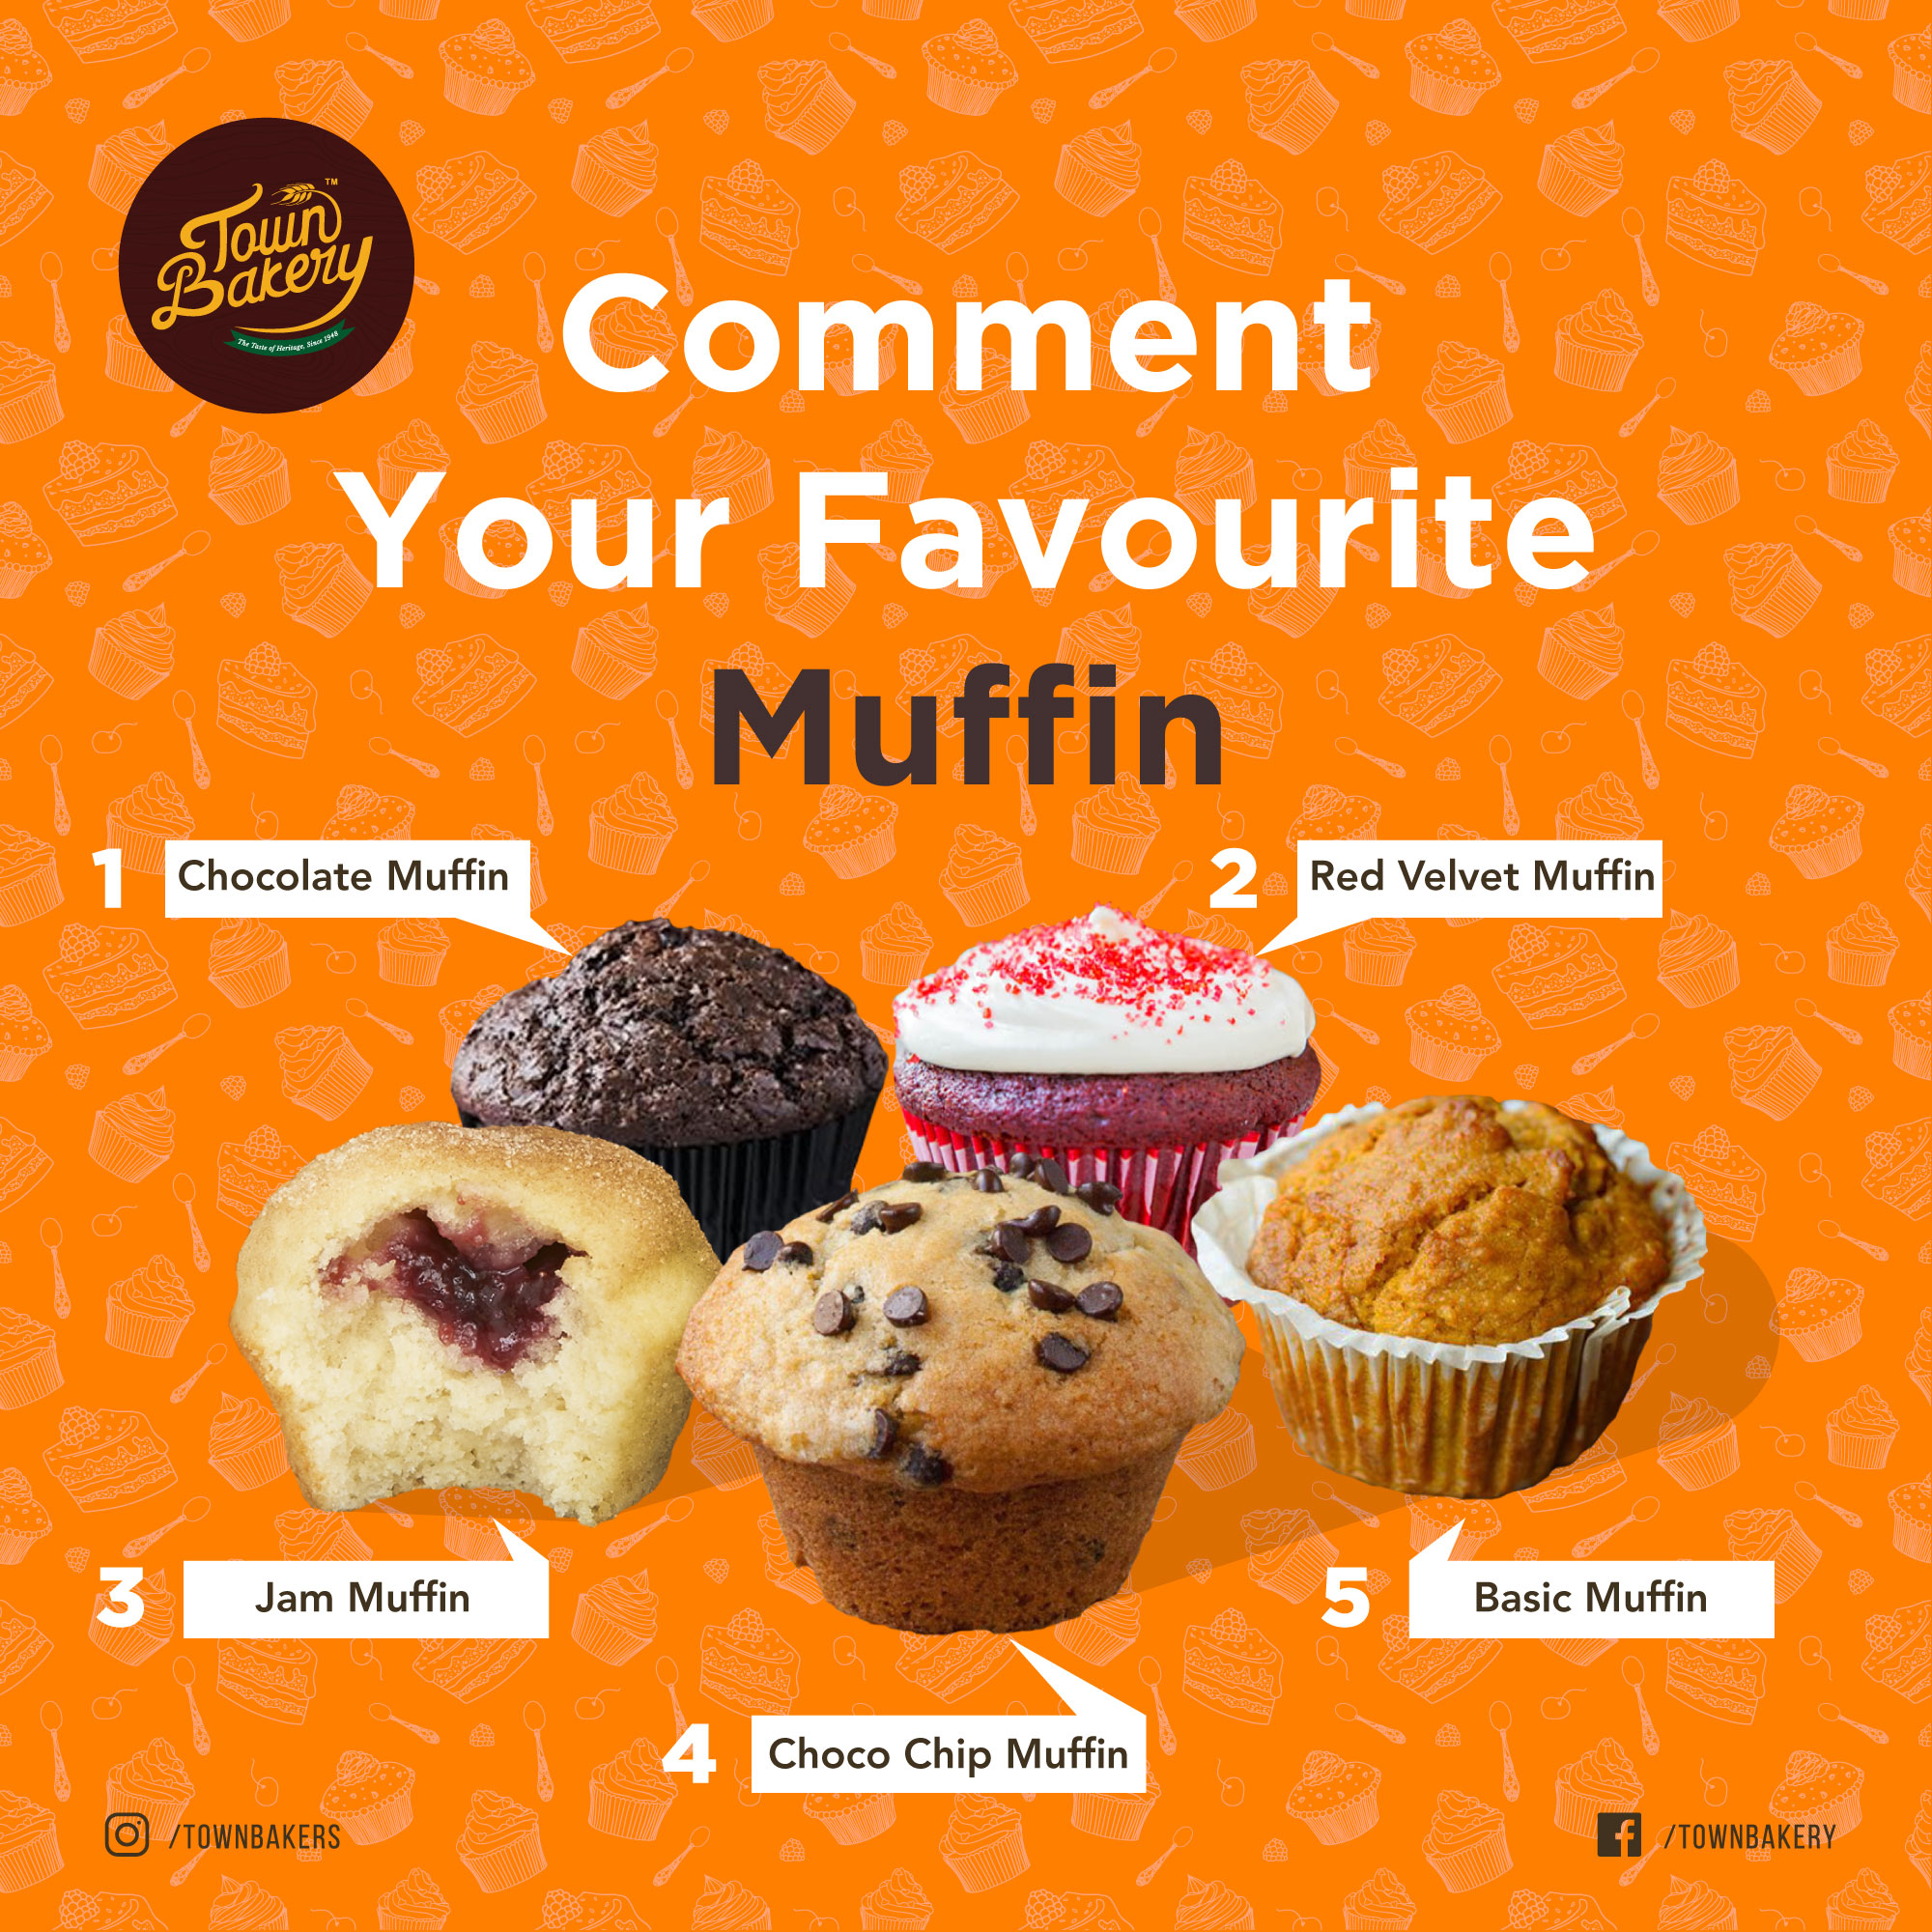 Town
Bakery
TM
The Taste of Heritage, Since 1948
Comment
Your Favourite
Muffin
1 Chocolate Muffin
2 Red Velvet Muffin
3 Jam Muffin
5 Basic Muffin
4 Choco Chip Muffin
/TOWNBAKERS
/TOWNBAKERY